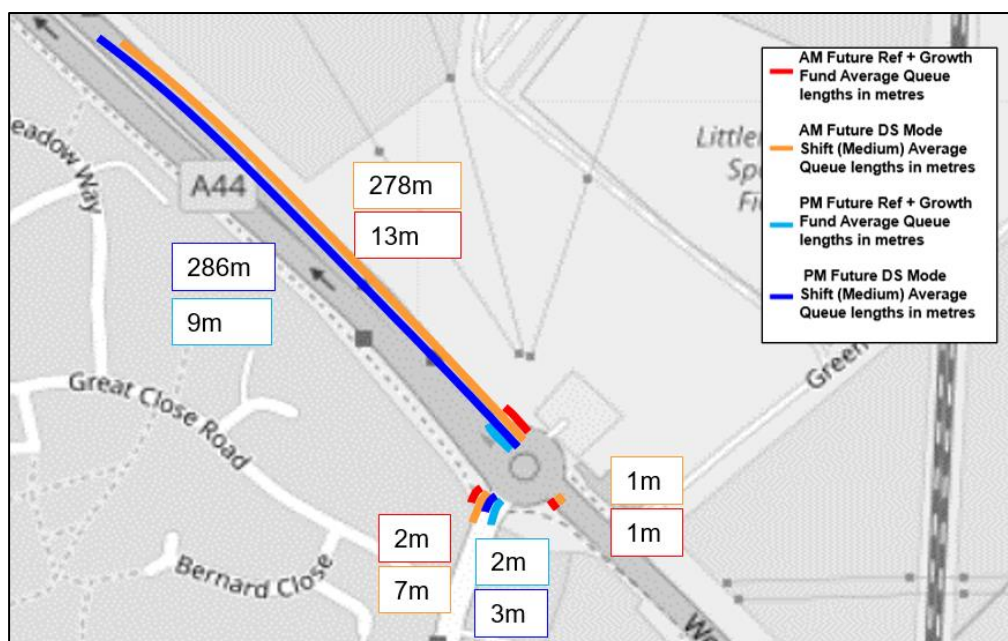 AM Future Ref + Growth
Fund Average Queue
lengths in metres
AM Future DS Mode
Shift (Medium) Average
Queue lengths in metres
PM Future Ref + Growth
Fund Average Queue
lengths in metres
PM Future DS Mode
Shift (Medium) Average
Queue lengths in metres
Way
A44
278m
13m
286m
9m
Green
Great Close Road
1m
1m
2m
7m
2m
3m
Bernard Close